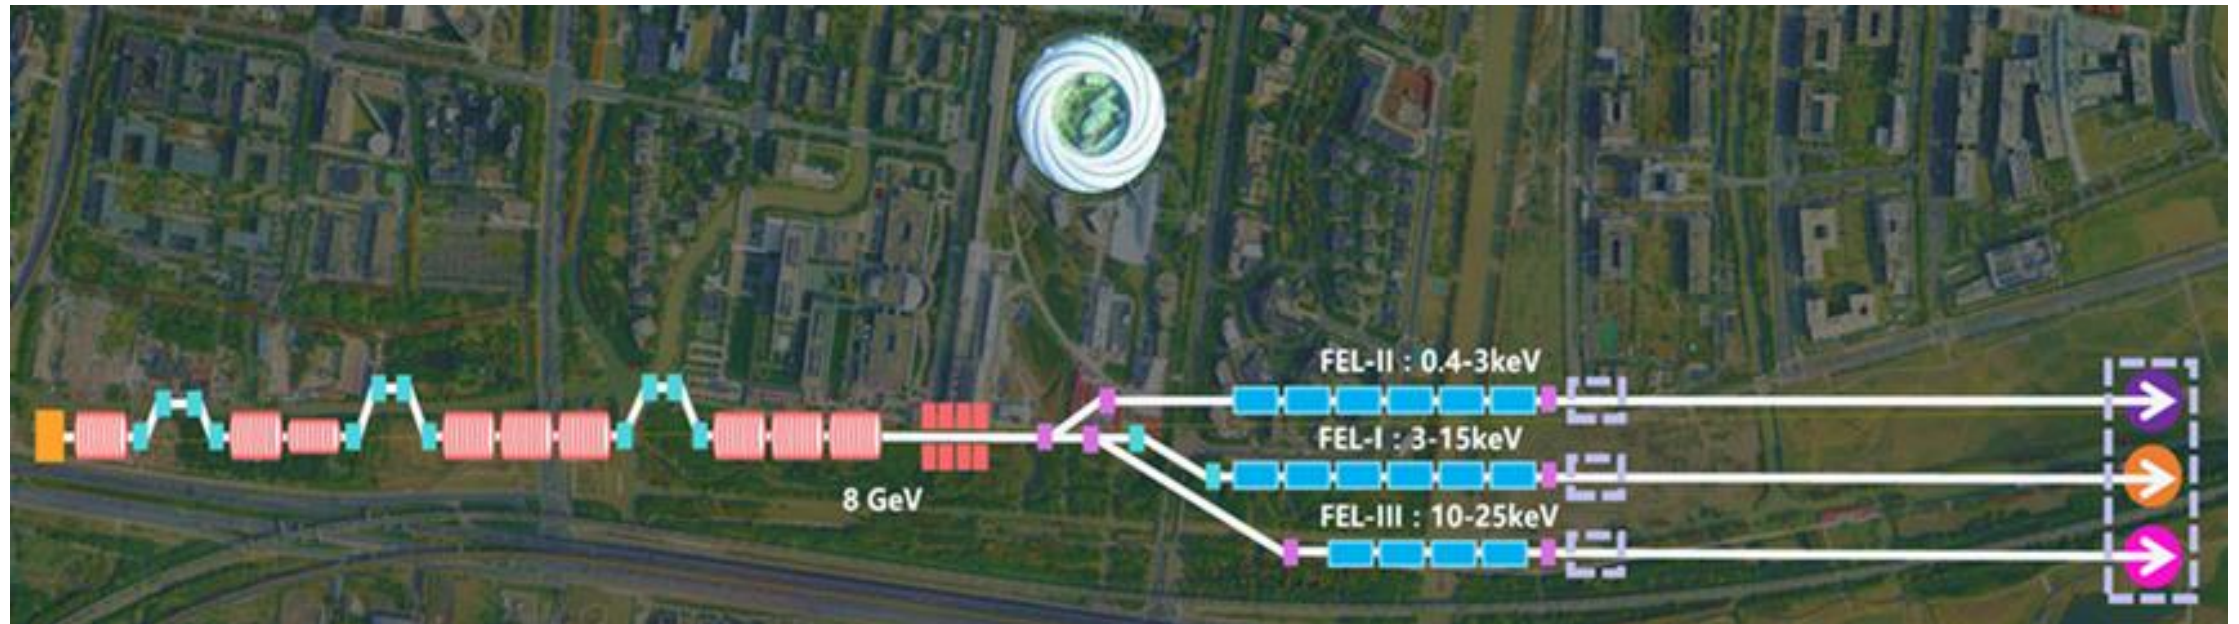 FEL-II : 0.4-3keV
FEL-I : 3-15keV
8 GeV
FEL-III : 10-25keV